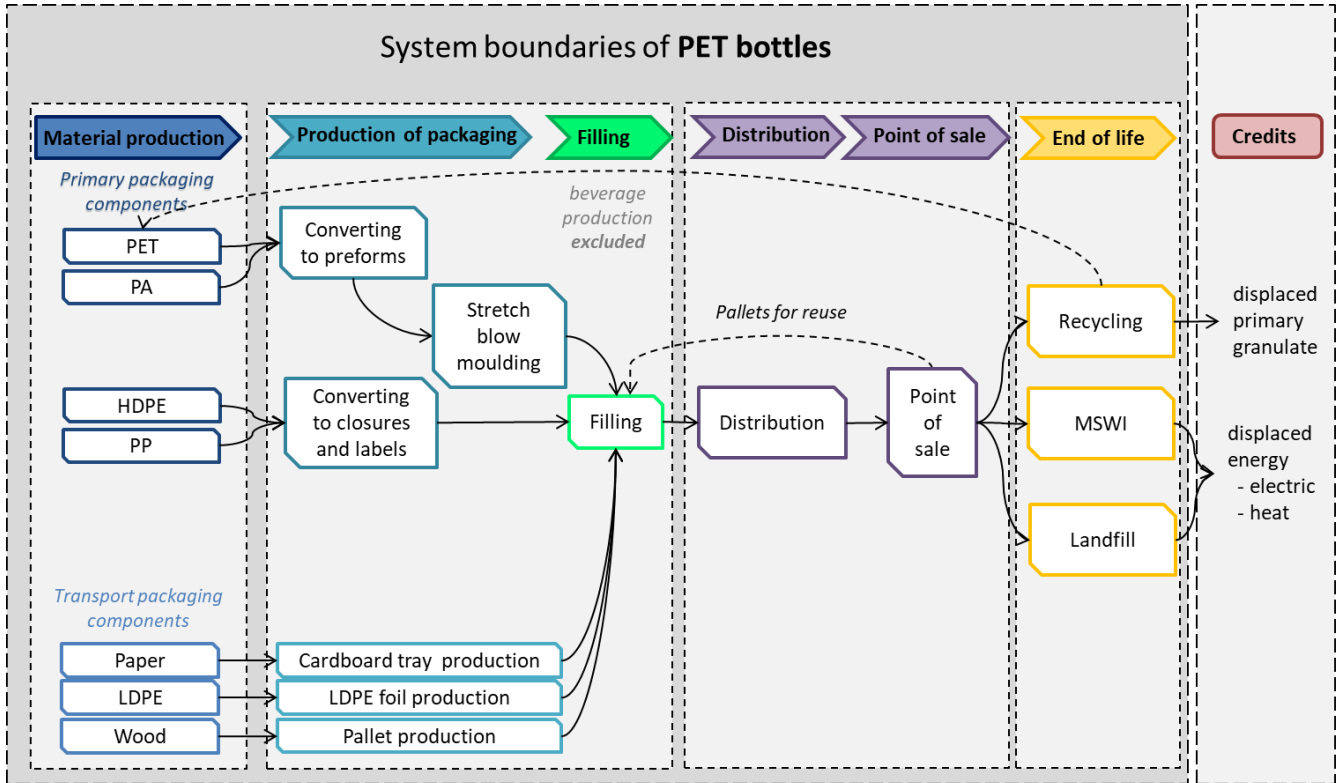 System boundaries of PET bottles
Material production
Production of packaging
Filling
Distribution
Point of sale
End of life
Credits
Primary packaging
components
beverage
production
excluded
PET
PA
Converting
to preforms
Stretch
blow
moulding
Pallets for reuse
Recycling
displaced
primary
granulate
HDPE
PP
Converting
to closures
and labels
Filling
Distribution
Point
of
sale
MSWI
Landfill
displaced
energy
- electric
- heat
Transport packaging
components
Paper
LDPE
Wood
Cardboard tray production
LDPE foil production
Pallet production